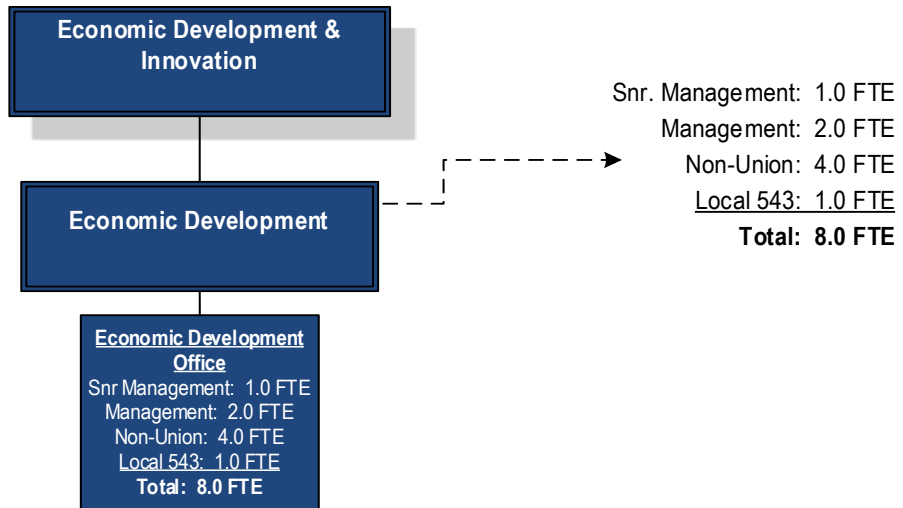 Economic Development &
Innovation
Snr. Management: 1.0 FTE
Management: 2.0 FTE
Non-Union: 4.0 FTE
Local 543: 1.0 FTE
Total: 8.0 FTE
Economic Development
Economic Development
Office
Snr Management: 1.0 FTE
Management: 2.0 FTE
Non-Union: 4.0 FTE
Local 543: 1.0 FTE
Total: 8.0 FTE